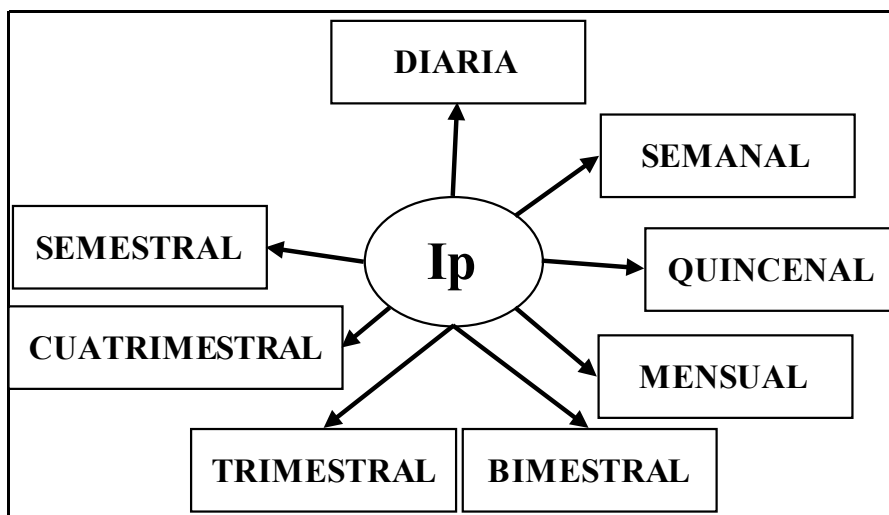 DIARIA
SEMANAL
SEMESTRAL
Ip
QUINCENAL
CUATRIMESTRAL
MENSUAL
TRIMESTRAL
BIMESTRAL